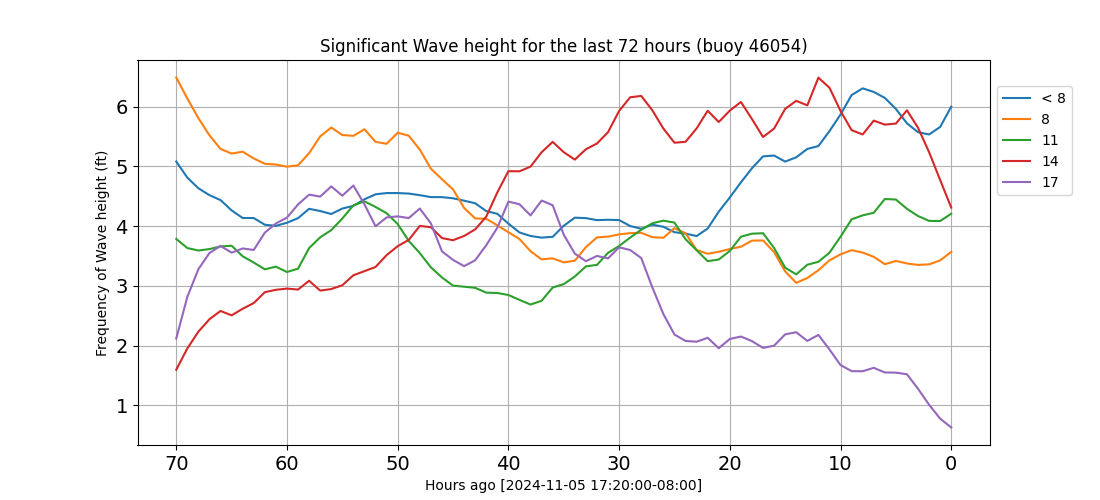 Significant Wave height for the last 72 hours (buoy 46054)
Frequency of Wave height (ft)
6
5
4
3
2
1
70 60 50 40 30 20 10 0
Hours ago [2024-11-05 17:20:00-08:00]
< 8
8
11
14
17